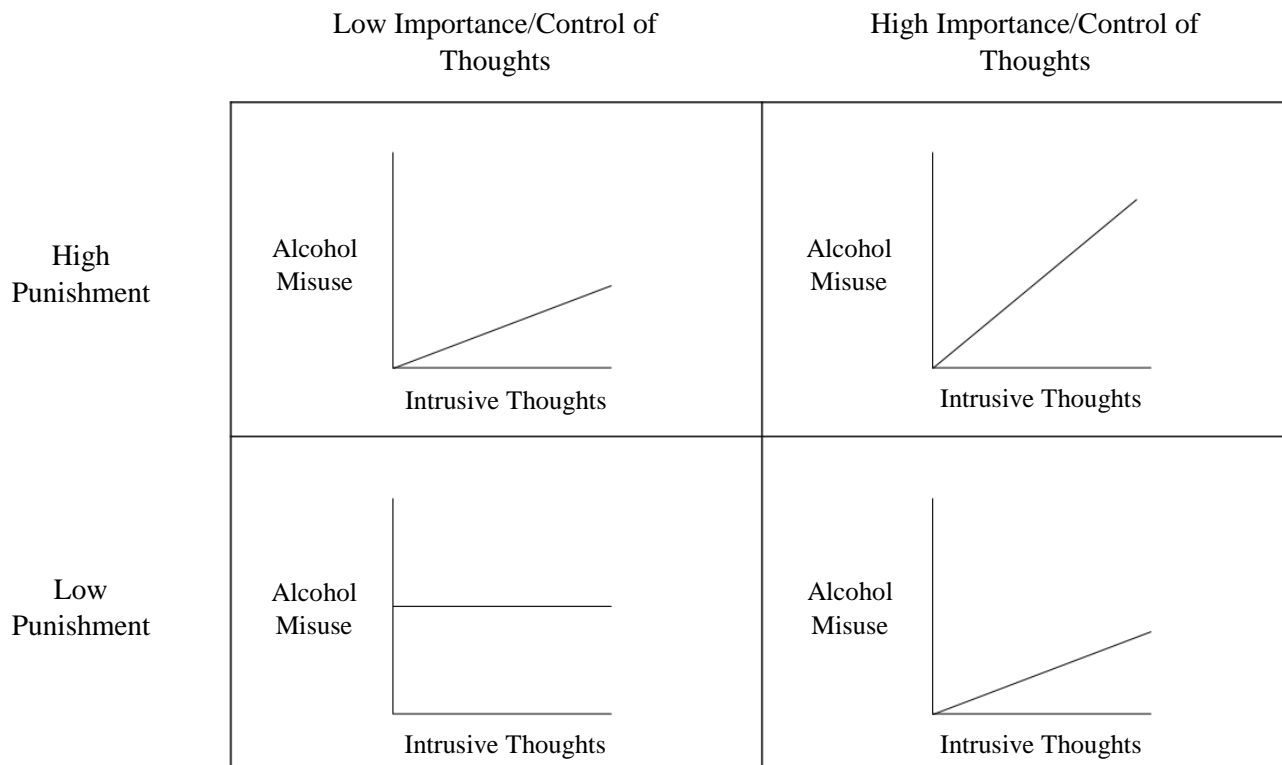 Low Importance/Control of
Thoughts
High Importance/Control of
Thoughts
High
Punishment
Alcohol
Misuse
Intrusive Thoughts
Alcohol
Misuse
Intrusive Thoughts
Low
Punishment
Alcohol
Misuse
Intrusive Thoughts
Alcohol
Misuse
Intrusive Thoughts